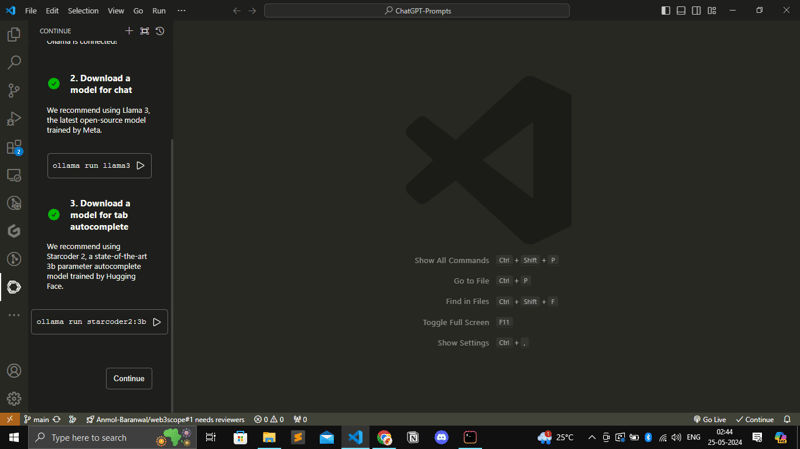 File Edit Selection View Go Run ···
ChatGPT-Prompts
CONTINUE
Ollama is connected!
2. Download a
model for chat
We recommend using Llama 3,
the latest open-source model
trained by Meta.
ollama run llama3
3. Download a
model for tab
autocomplete
We recommend using
Starcoder 2, a state-of-the-art
3b parameter autocomplete
model trained by Hugging
Face.
ollama run starcoder2:3b
Continue
2
Show All Commands Ctrl + Shift + P
Go to File Ctrl + P
Find in Files Ctrl + Shift + F
Toggle Full Screen F11
Show Settings Ctrl + ,
main Anmol-Baranwal/web3scope#1 needs reviewers 0 0 0 Go Live Continue
Type here to search
25°C
ENG
02:44
25-05-2024